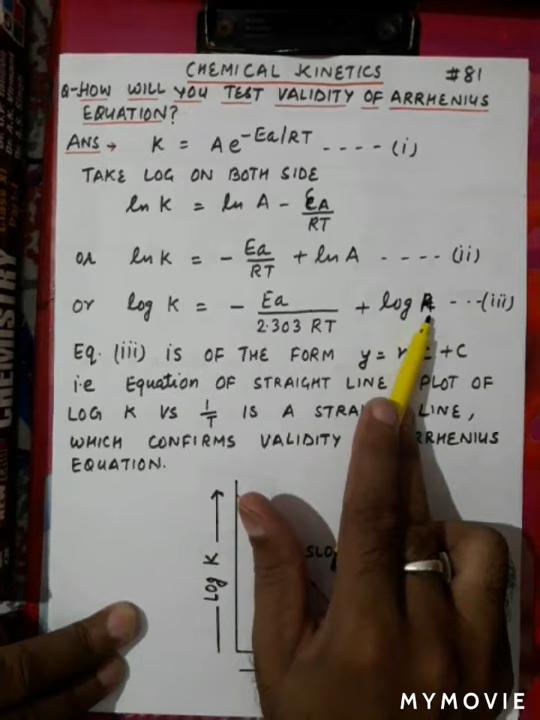 CHEMICAL KINETICS #81
Q-HOW WILL YOU TEST VALIDITY OF ARRHENIUS
EQUATION?
ANS → K = Ae^-Ea/RT ---- (i)
TAKE LOG ON BOTH SIDE
ln K = ln A - EA/RT
or ln K = - Ea/RT + ln A ---- (ii)
or log K = - Ea/2.303 RT + log ---(iii)
Eq. (iii) IS OF THE FORM y = + C
i.e EQUATION OF STRAIGHT LINE PLOT OF
LOG K VS 1/T IS A STRA LINE,
WHICH CONFIRMS VALIDITY RRHENIUS
EQUATION.
LOG K
SLO
CHEMISTRY
MYMOVIE